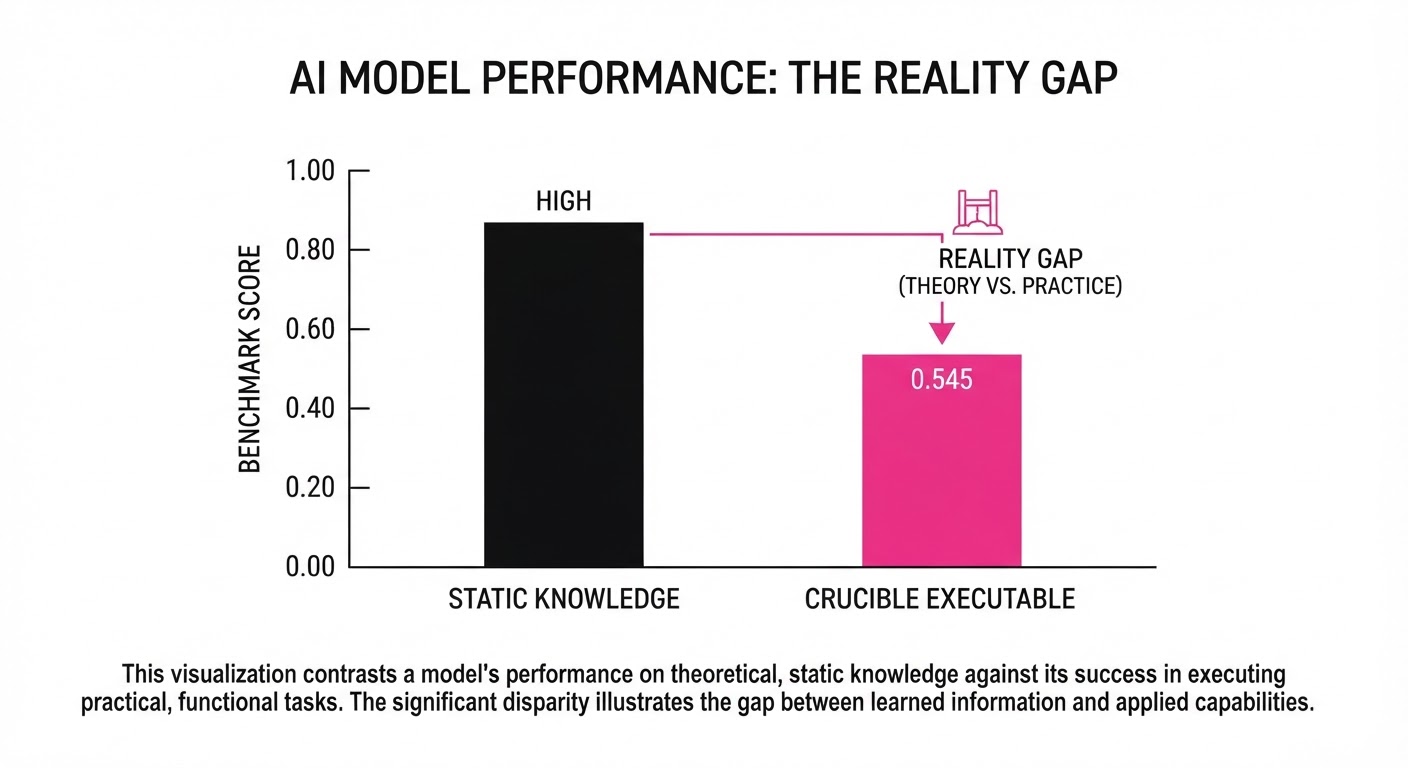 AI MODEL PERFORMANCE: THE REALITY GAP
1.00
0.80
0.60
0.40
0.20
0.00
BENCHMARK SCORE
HIGH
REALITY GAP
(THEORY VS. PRACTICE)
0.545
STATIC KNOWLEDGE
CRUCIBLE EXECUTABLE
This visualization contrasts a model's performance on theoretical, static knowledge against its success in executing
practical, functional tasks. The significant disparity illustrates the gap between learned information and applied capabilities.